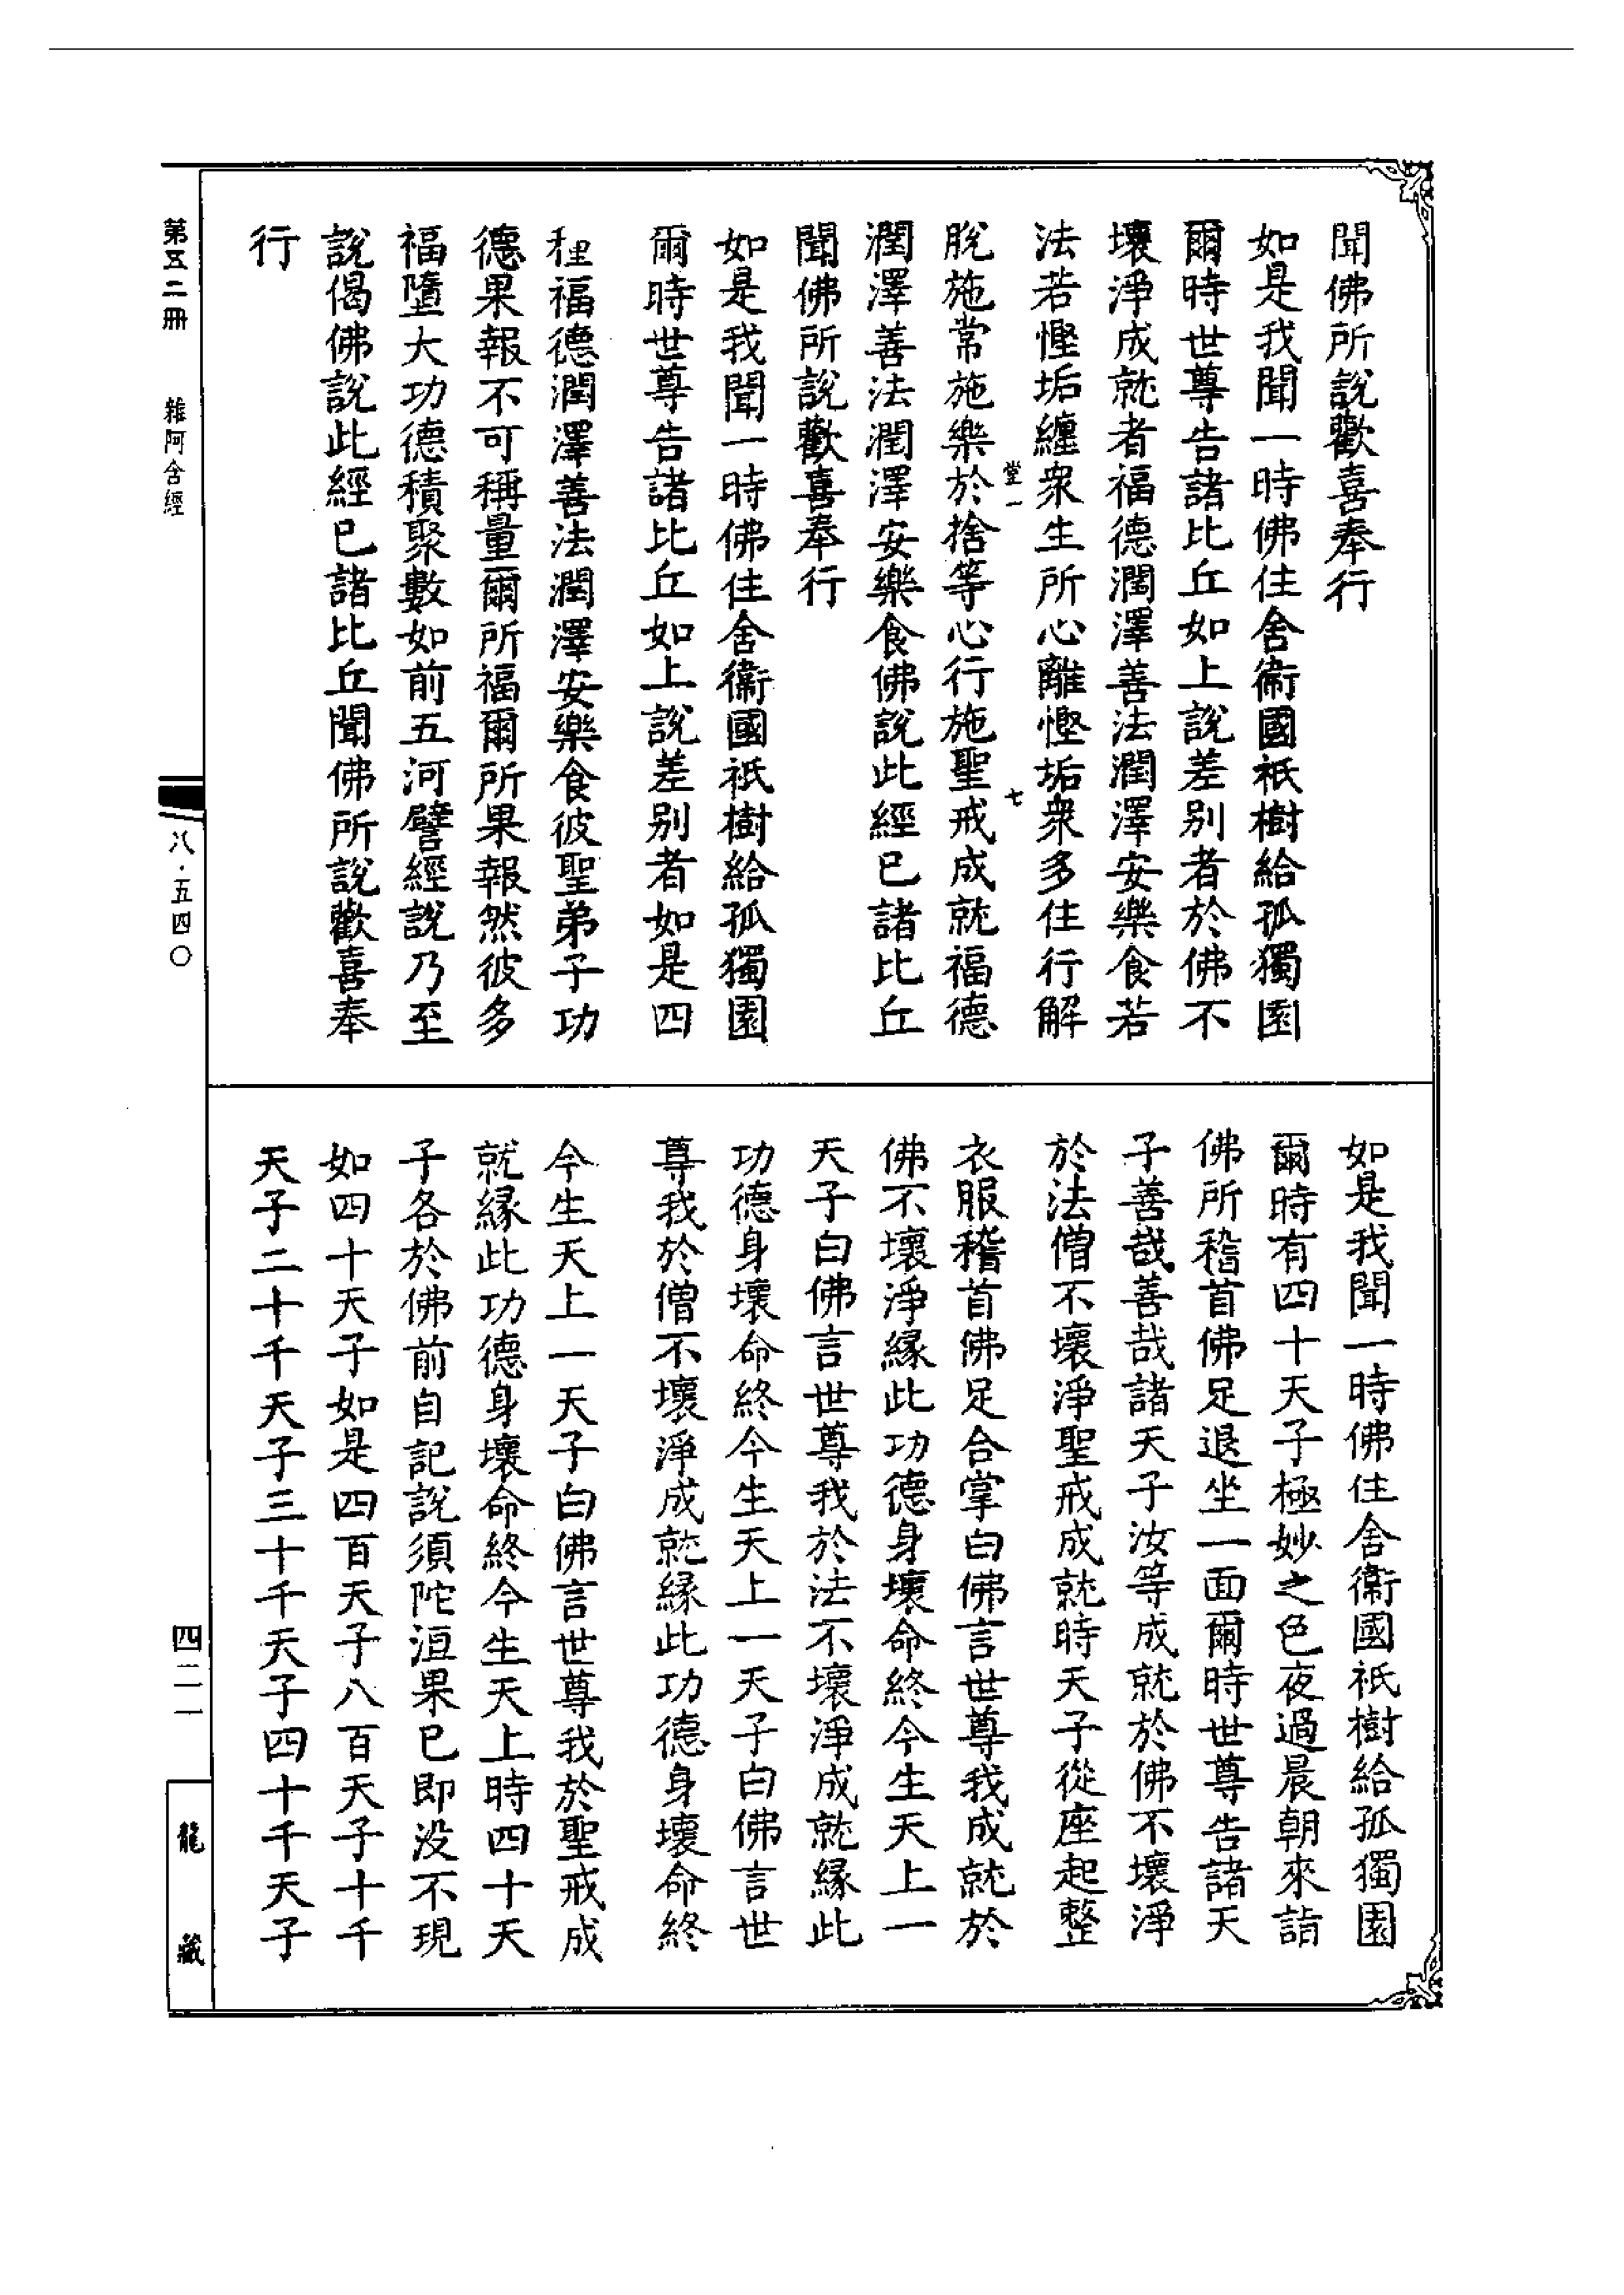 聞佛所說歡喜奉行
如是我聞一時佛住舍衞國祇樹給孤獨園
爾時世尊告諸比丘如上說差別者於佛不
壞淨成就者福德潤澤善法潤澤安樂食若
法若慳垢纏衆生所心離慳垢衆多住行解
堂一
七
脫施常施樂於捨等心行施聖戒成就福德
潤澤善法潤澤安樂食佛說此經已諸比丘
聞佛所說歡喜奉行
如是我聞一時佛住舍衞國祇樹給孤獨園
爾時世尊告諸比丘如上說差別者如是四
種福德潤澤善法潤澤安樂食彼聖弟子功
德果報不可稱量爾所福爾所果報然彼多
福墮大功德積聚數如前五河譬經說乃至
說偈佛說此經已諸比丘聞佛所說歡喜奉
行
如是我聞一時佛住舍衞國祇樹給孤獨園
爾時有四十天子極妙之色夜過晨朝來詣
佛所稽首佛足退坐一面爾時世尊告諸天
子善哉善哉諸天子汝等成就於佛不壞淨
於法僧不壞淨聖戒成就時天子從座起整
衣服稽首佛足合掌白佛言世尊我成就於
佛不壞淨緣此功德身壞命終今生天上一
天子白佛言世尊我於法不壞淨成就緣此
功德身壞命終今生天上一天子白佛言世
尊我於僧不壞淨成就緣此功德身壞命終
今生天上一天子白佛言世尊我於聖戒成
就緣此功德身壞命終今生天上時四十天
子各於佛前自記說須陀洹果已即没不現
如四十天子如是四百天子八百天子十千
天子二十千天子三十千天子四十千天子
第五二冊
雜阿含經
八·五四〇
四二一
龍藏